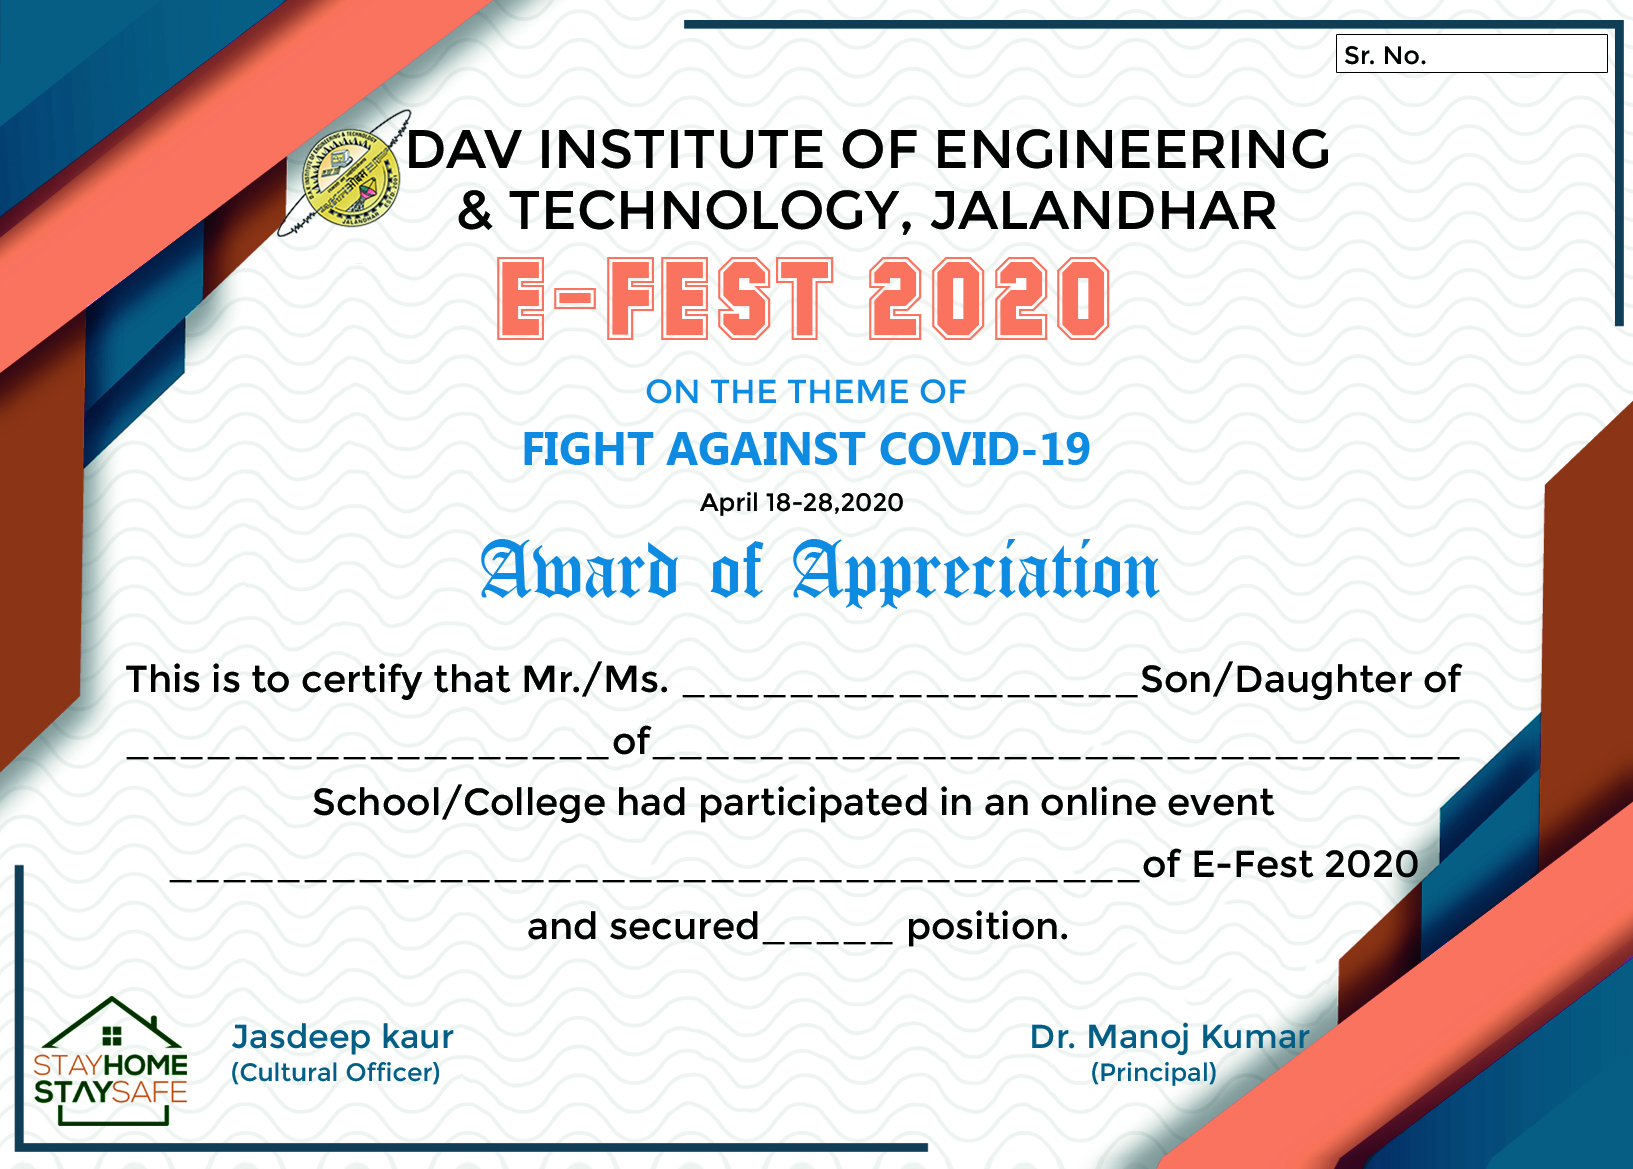 Sr. No.
DAV INSTITUTE OF ENGINEERING
& TECHNOLOGY, JALANDHAR
E-FEST 2020
ON THE THEME OF
FIGHT AGAINST COVID-19
April 18-28,2020
Award of Appreciation
This is to certify that Mr./Ms. _________________Son/Daughter of
__________________of______________________________
School/College had participated in an online event
____________________________________of E-Fest 2020
and secured_____ position.
STAYHOME
STAYSAFE
Jasdeep kaur
(Cultural Officer)
Dr. Manoj Kumar
(Principal)